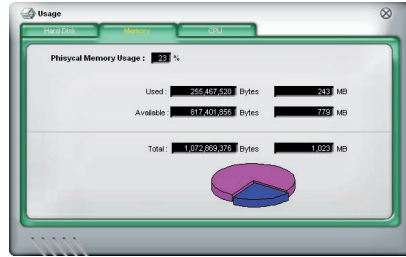 Usage
Hard Disk Memory CPU
Phisycal Memory Usage : 23 %
Used : 255,467,520 Bytes 243 MB
Available : 817,401,856 Bytes 779 MB
Total : 1,072,869,376 Bytes 1,023 MB